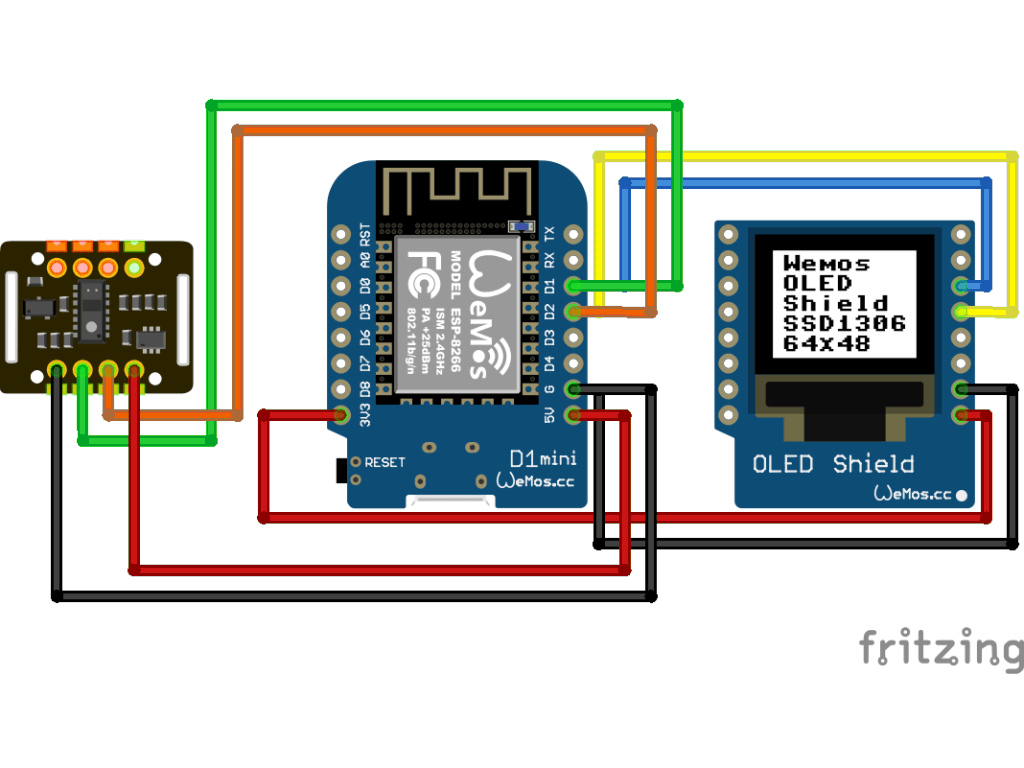 RST
A0
D0
D5
D6
D7
D8
3V3
TX
RX
D1
D2
D3
D4
G
5V
WeMos
MODEL ESP-8266
ISM 2.4GHz
PA +25dBm
802.11b/g/n
FC
RESET
D1 mini
WeMos.cc
Wemos
OLED
Shield
SSD1306
64x48
OLED Shield
WeMos.cc
fritzing